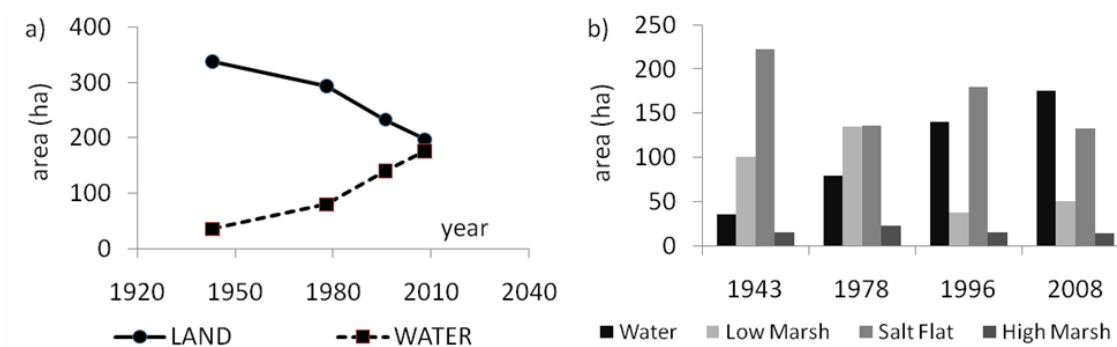 a)
400
300
200
100
0
area (ha)
year
1920 1950 1980 2010 2040
LAND WATER
b)
250
200
150
100
50
0
area (ha)
1943 1978 1996 2008
Water Low Marsh Salt Flat High Marsh